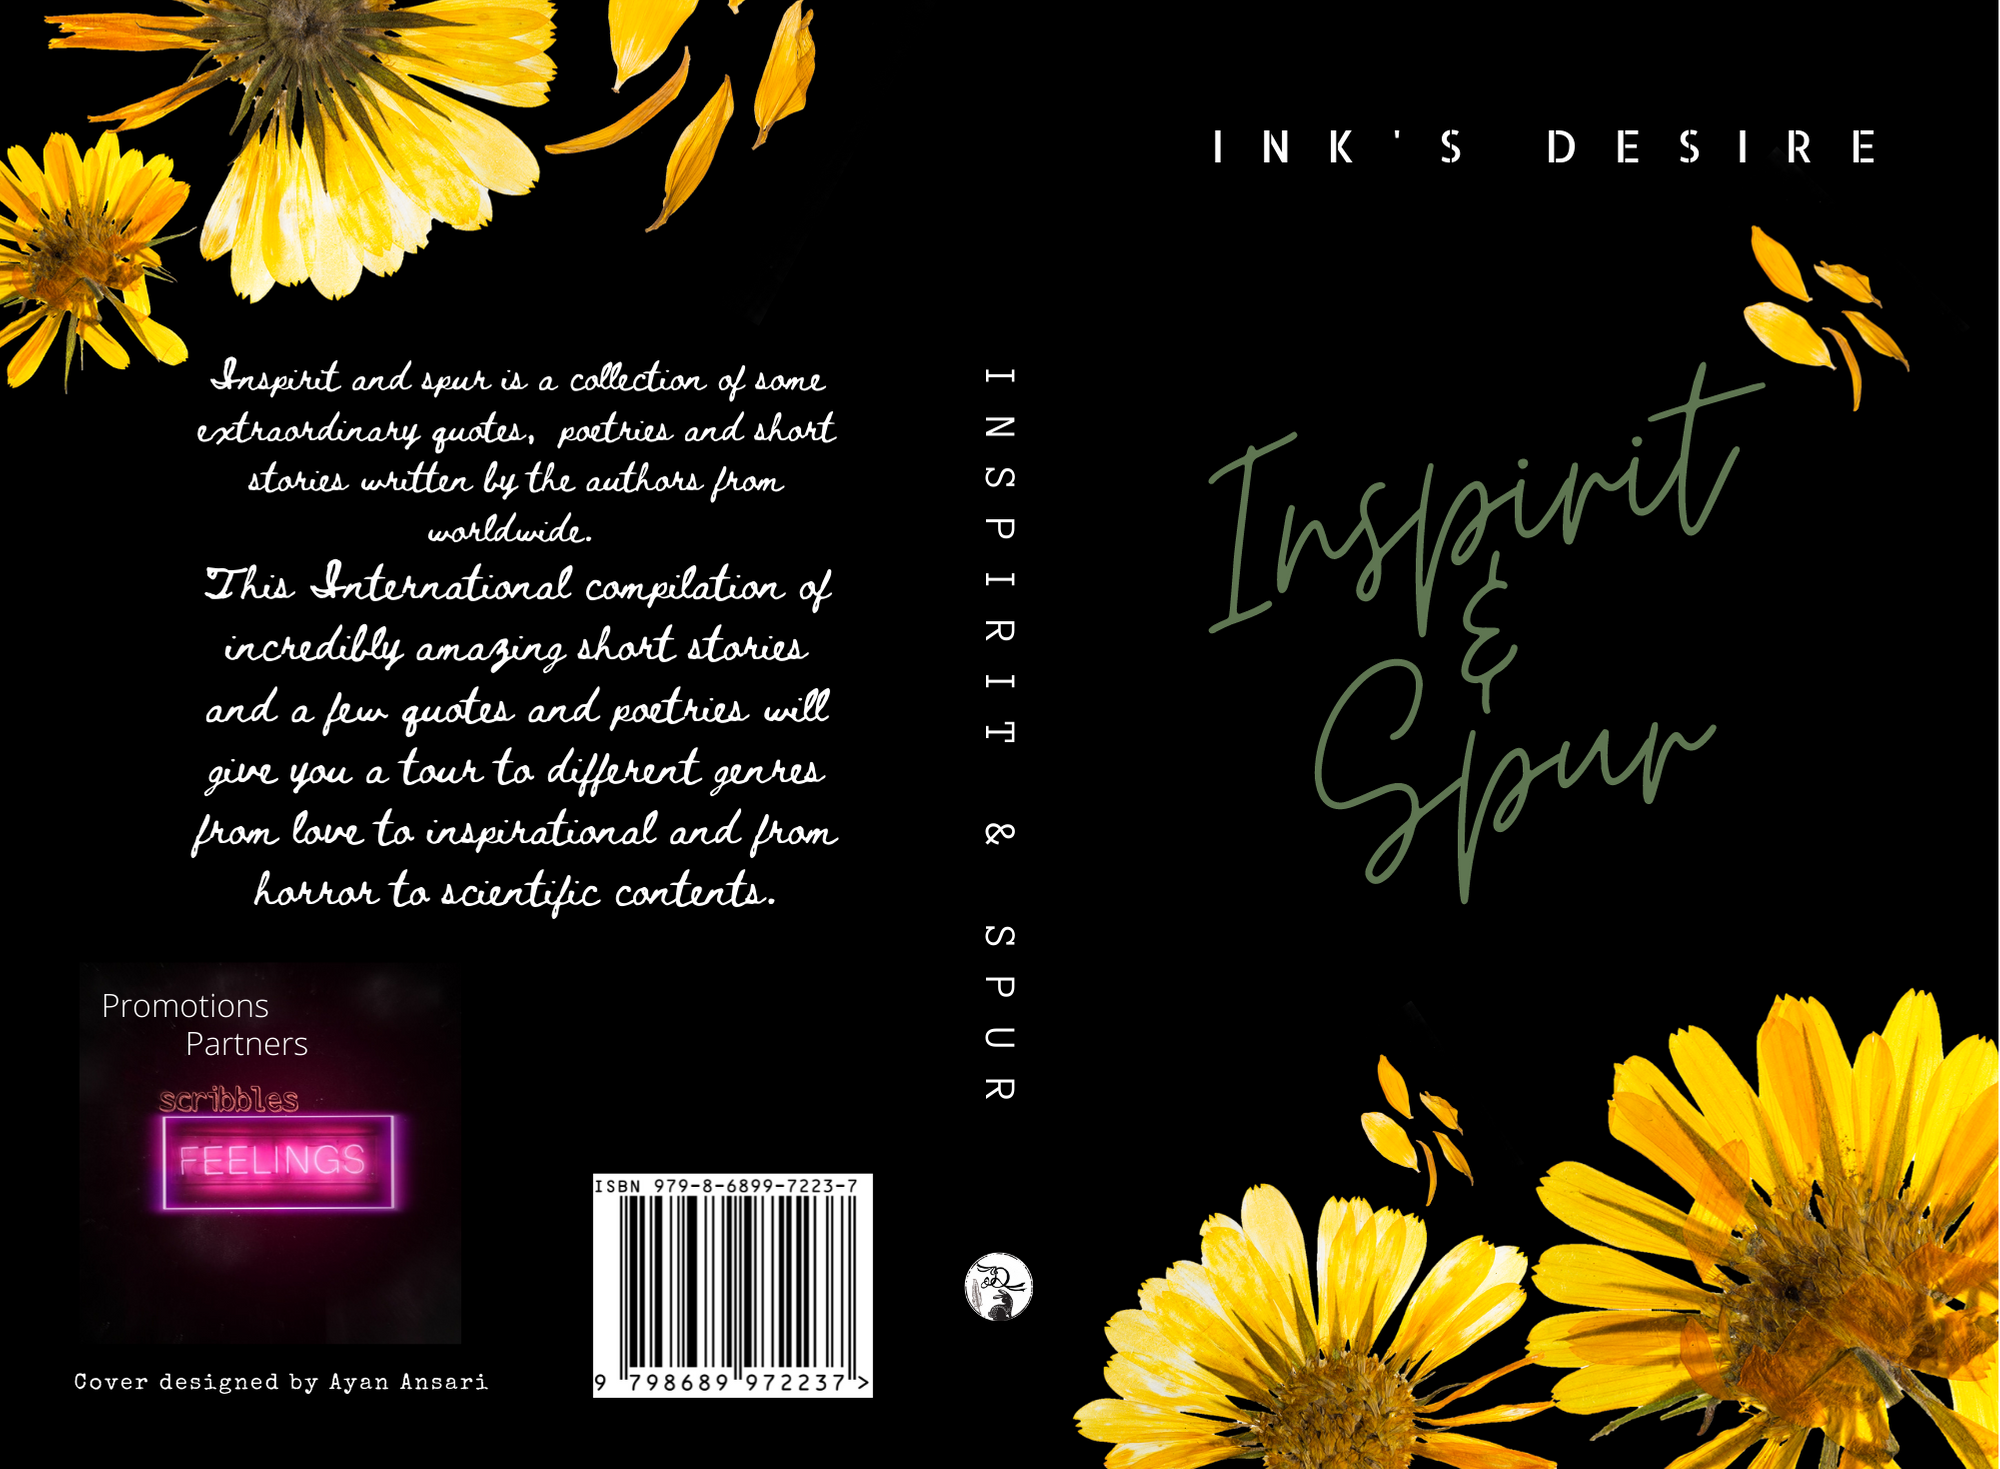 Inspirit and spur is a collection of some
extraordinary quotes, poetries and short
stories written by the authors from
worldwide.
This International compilation of
incredibly amazing short stories
and a few quotes and poetries will
give you a tour to different genres
from love to inspirational and from
horror to scientific contents.
Promotions
Partners
scribbles
FEELINGS
Cover designed by Ayan Ansari
ISBN 979-8-6899-7223-7
9 798689 972237 >
INSPIRIT & SPUR
INK'S DESIRE
Inspirit
&
Spur